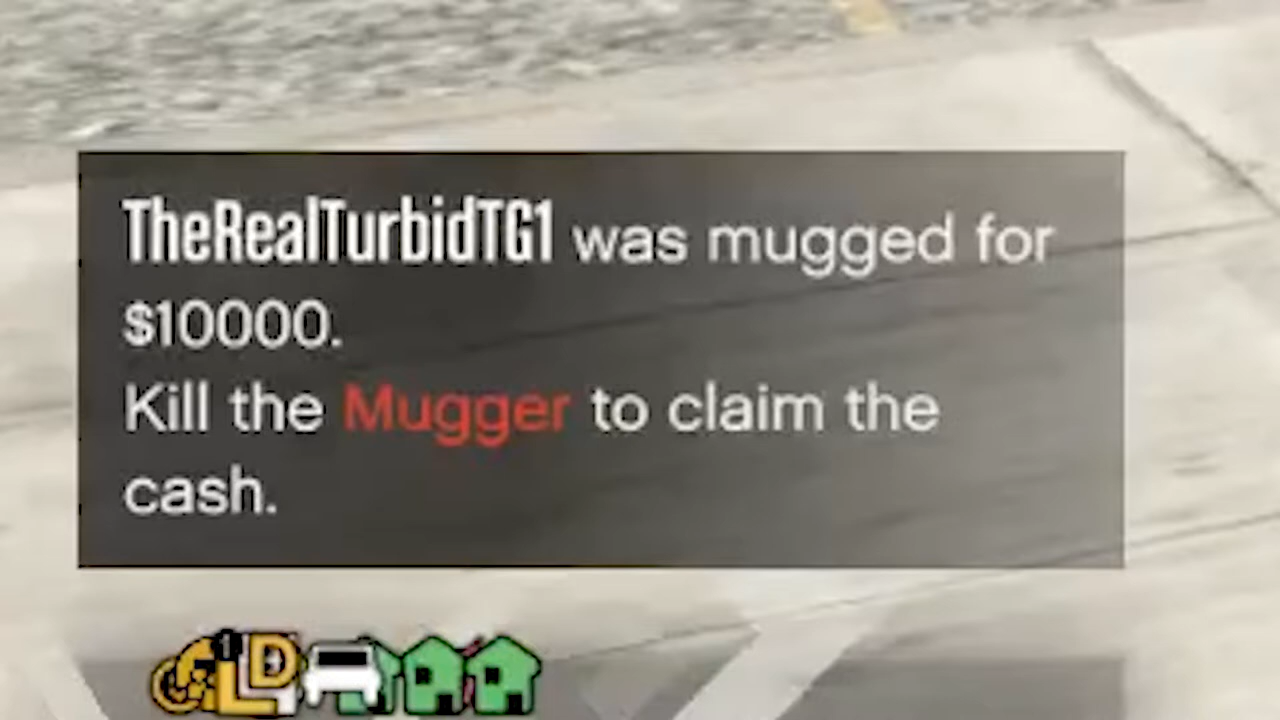 TheRealTurbidTG1 was mugged for
$10000.
Kill the Mugger to claim the
cash.
L D